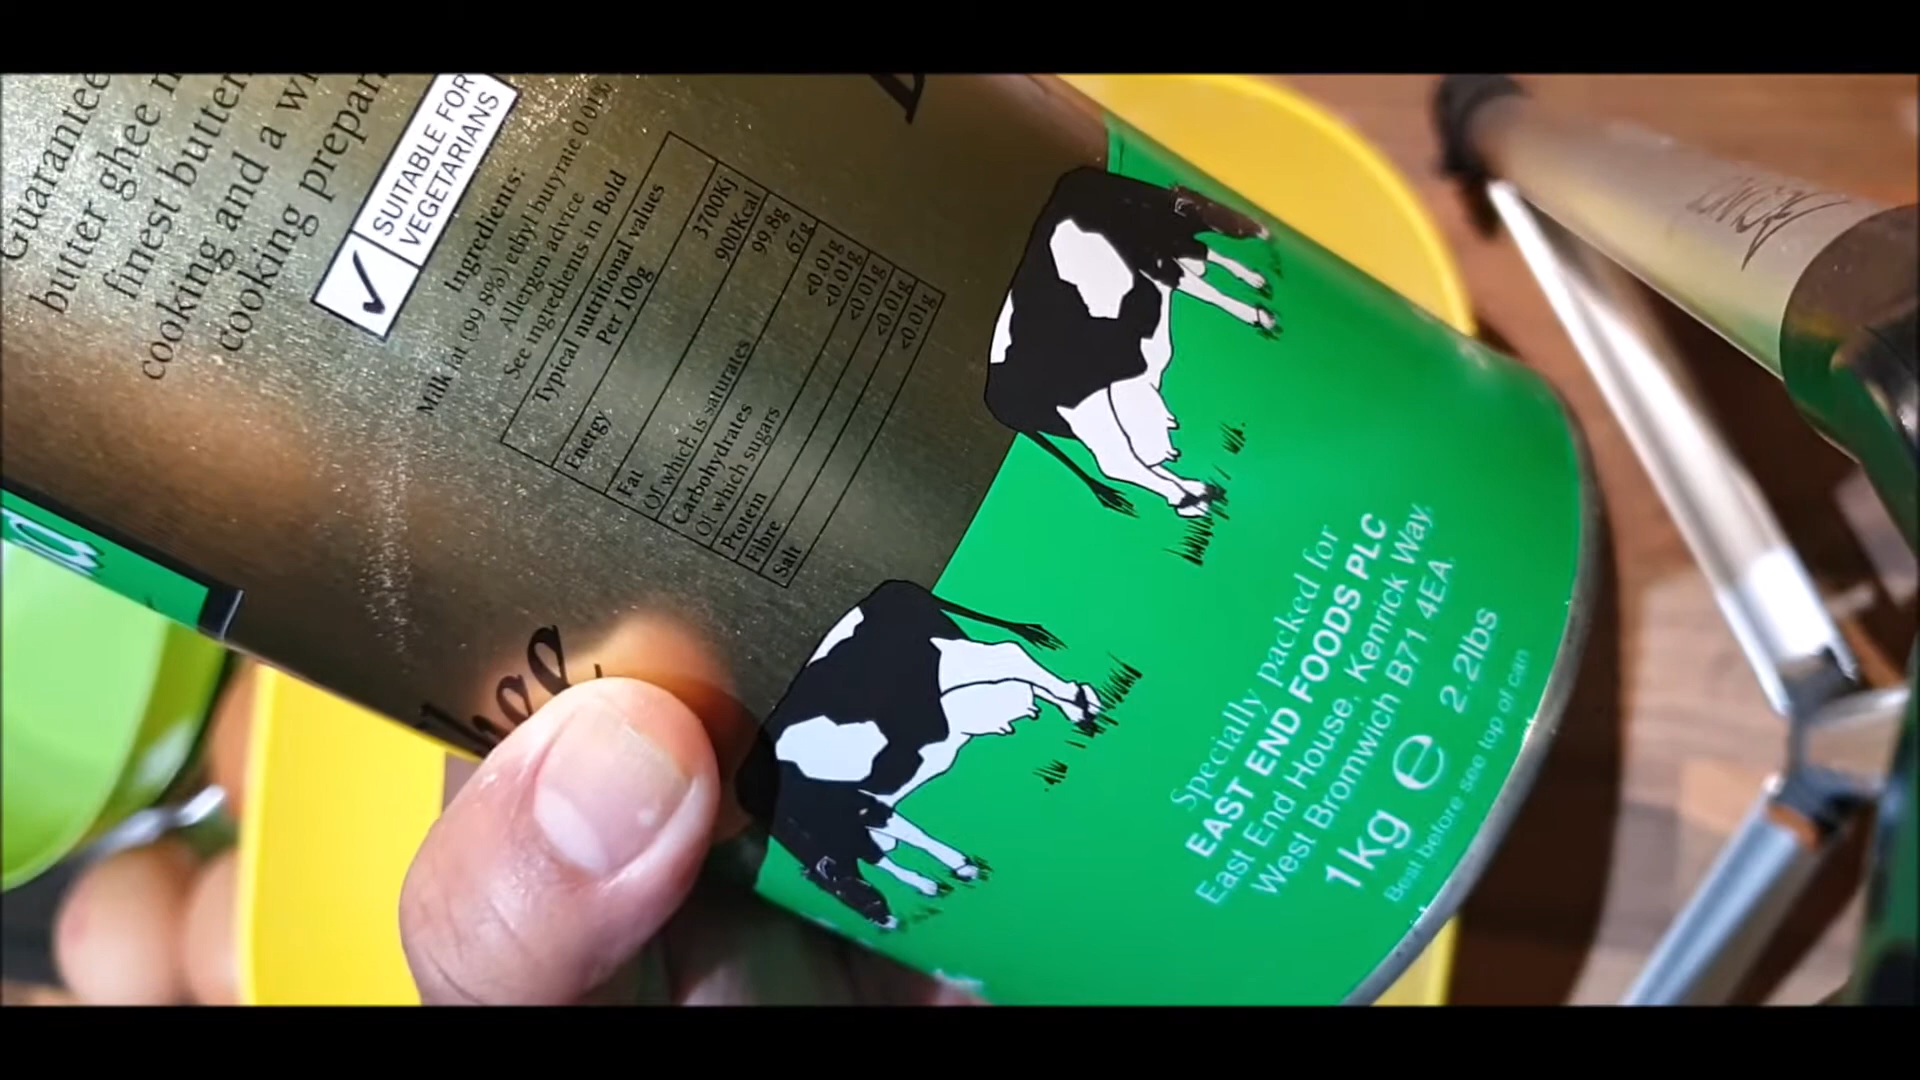 Guarantee
butter ghee
finest butter
cooking and a
cooking
SUITABLE FOR
VEGETARIANS
Ingredients:
Milk fat (99.8%) ethyl butyraie 0.01%
Allergen advice
See ingredients in Bold
Typical nutritional values
Per 100g
Energy 3700Kj
900Kcal
Fat 99.8g
Of which is saturates 67g
Carbohydrates <0.01g
Of which sugars <0.01g
Protein <0.01g
Fibre <0.01g
Salt <0.01g
hee
Specially packed for
EAST END FOODS PLC
East End House, Kenrick Way,
West Bromwich B71 4EA.
1kg e 2.2lbs
Best before see top of can